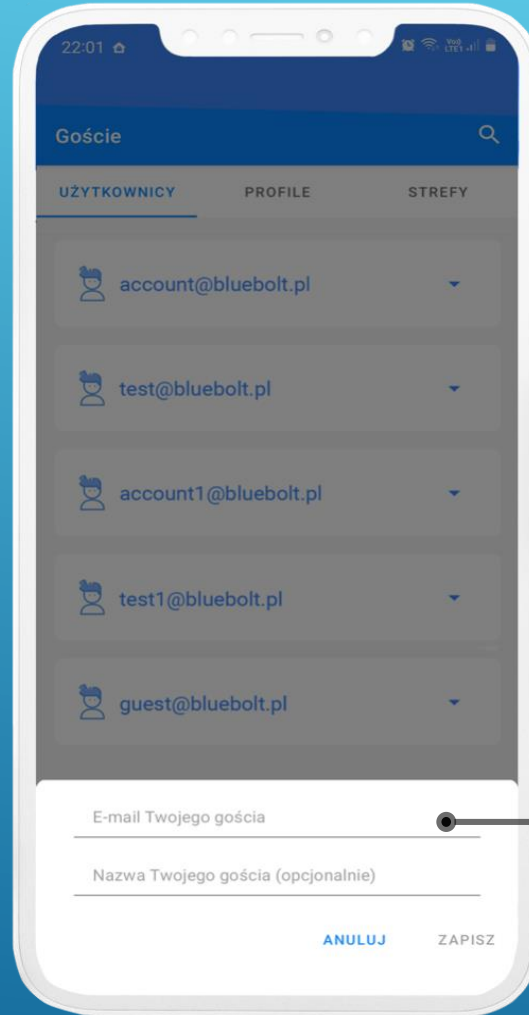 22:01
Goście
UŻYTKOWNICY PROFILE STREFY
account@bluebolt.pl
test@bluebolt.pl
account1@bluebolt.pl
test1@bluebolt.pl
guest@bluebolt.pl
E-mail Twojego gościa
Nazwa Twojego gościa (opcjonalnie)
ANULUJ ZAPISZ